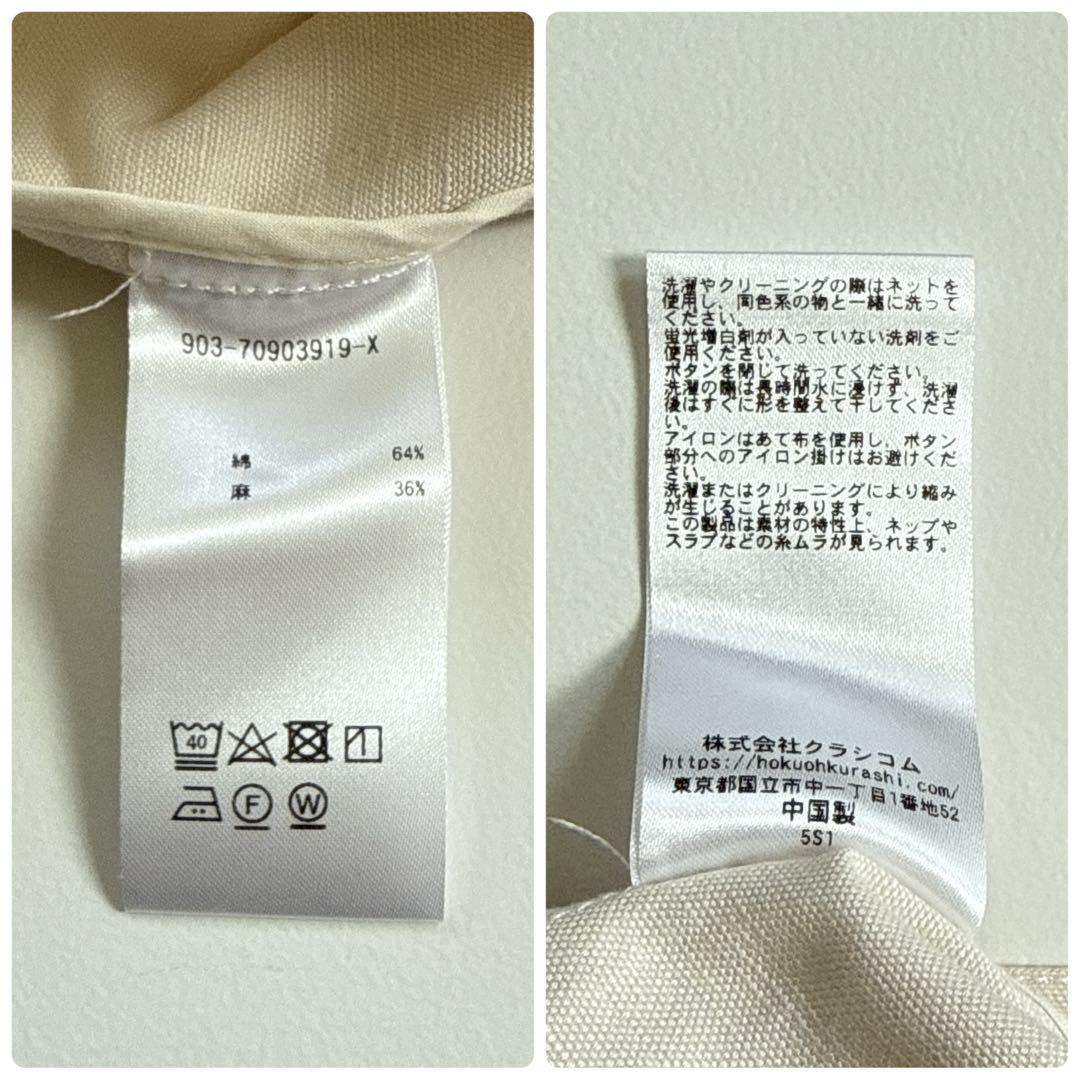 903-70903919-X
綿 64%
麻 36%
40
F W
洗濯やクリーニングの際はネットを
使用し、同色系の物と一緒に洗って
ください。
蛍光増白剤が入っていない洗剤をご
使用ください。
ボタンを閉じて洗ってください。
洗濯の際は長時間水に浸けず、洗濯
後はすぐに形を整えて干してくださ
い。
アイロンはあて布を使用し、ボタン
部分へのアイロン掛けはお避けくだ
さい。
洗濯またはクリーニングにより縮み
が生じることがあります。
この製品は素材の特性上、ネップや
スラブなどの糸ムラが見られます。
株式会社クラシコム
https://hokuohkurashi.com/
東京都国立市中一丁目1番地52
中国製
5S1